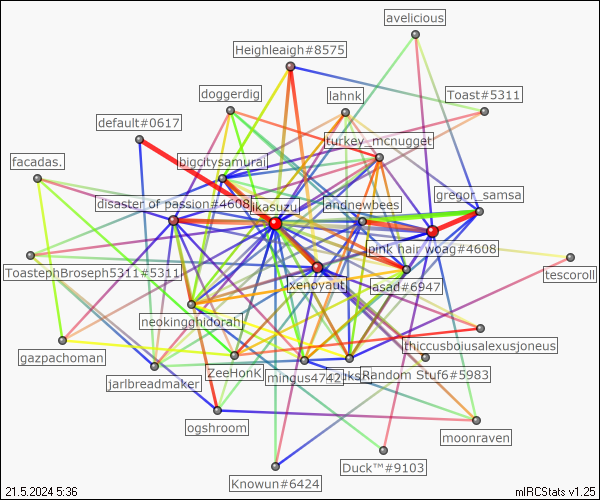 avelicious
Heighleaigh#8575
doggerdig
lahnk
Toast#5311
default#0617
turkey_mcnugget
facadas.
bigcitysamurai
gregor_samsa
disaster of passion#4608
ikasuzu
jandnewbees
pink hair woag#4608
ToastephBroseph5311#5311
tescoroll
xenoyaut
asad#6947
neokingghidorah
thiccusboiusalexusjoneus
gazpachoman
jarlbreadmaker
ZeeHonK
mingus4742
Random Stuf6#5983
ogshroom
moonraven
Duck™#9103
Knowun#6424
21.5.2024 5:36
mIRCStats v1.25